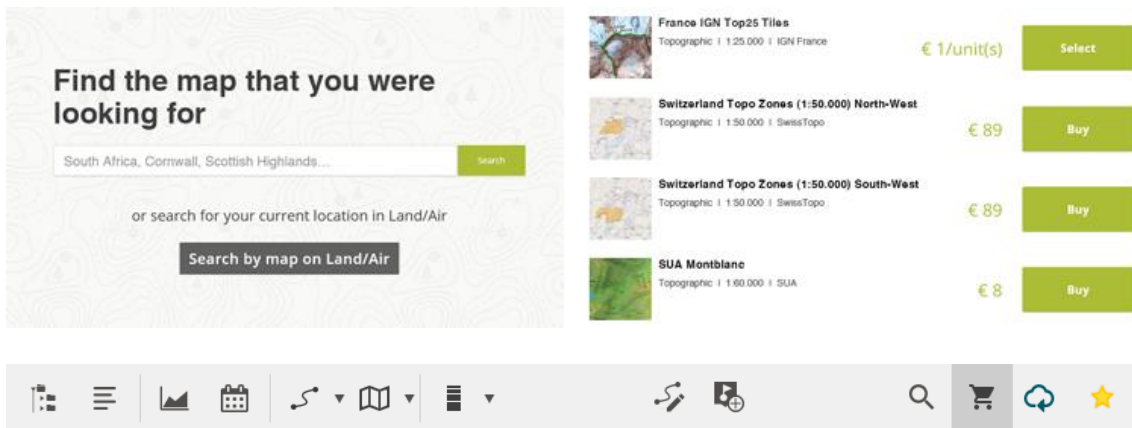 Find the map that you were
looking for
South Africa, Cornwall, Scottish Highlands...
Search
or search for your current location in Land/Air
Search by map on Land/Air
France IGN Top25 Tiles
Topographic | 1:25.000 | IGN France
€ 1/unit(s)
Select
Switzerland Topo Zones (1:50.000) North-West
Topographic | 1:50.000 | SwissTopo
€ 89
Buy
Switzerland Topo Zones (1:50.000) South-West
Topographic | 1:50.000 | SwissTopo
€ 89
Buy
SUA Montblanc
Topographic | 1:60.000 | SUA
€ 8
Buy